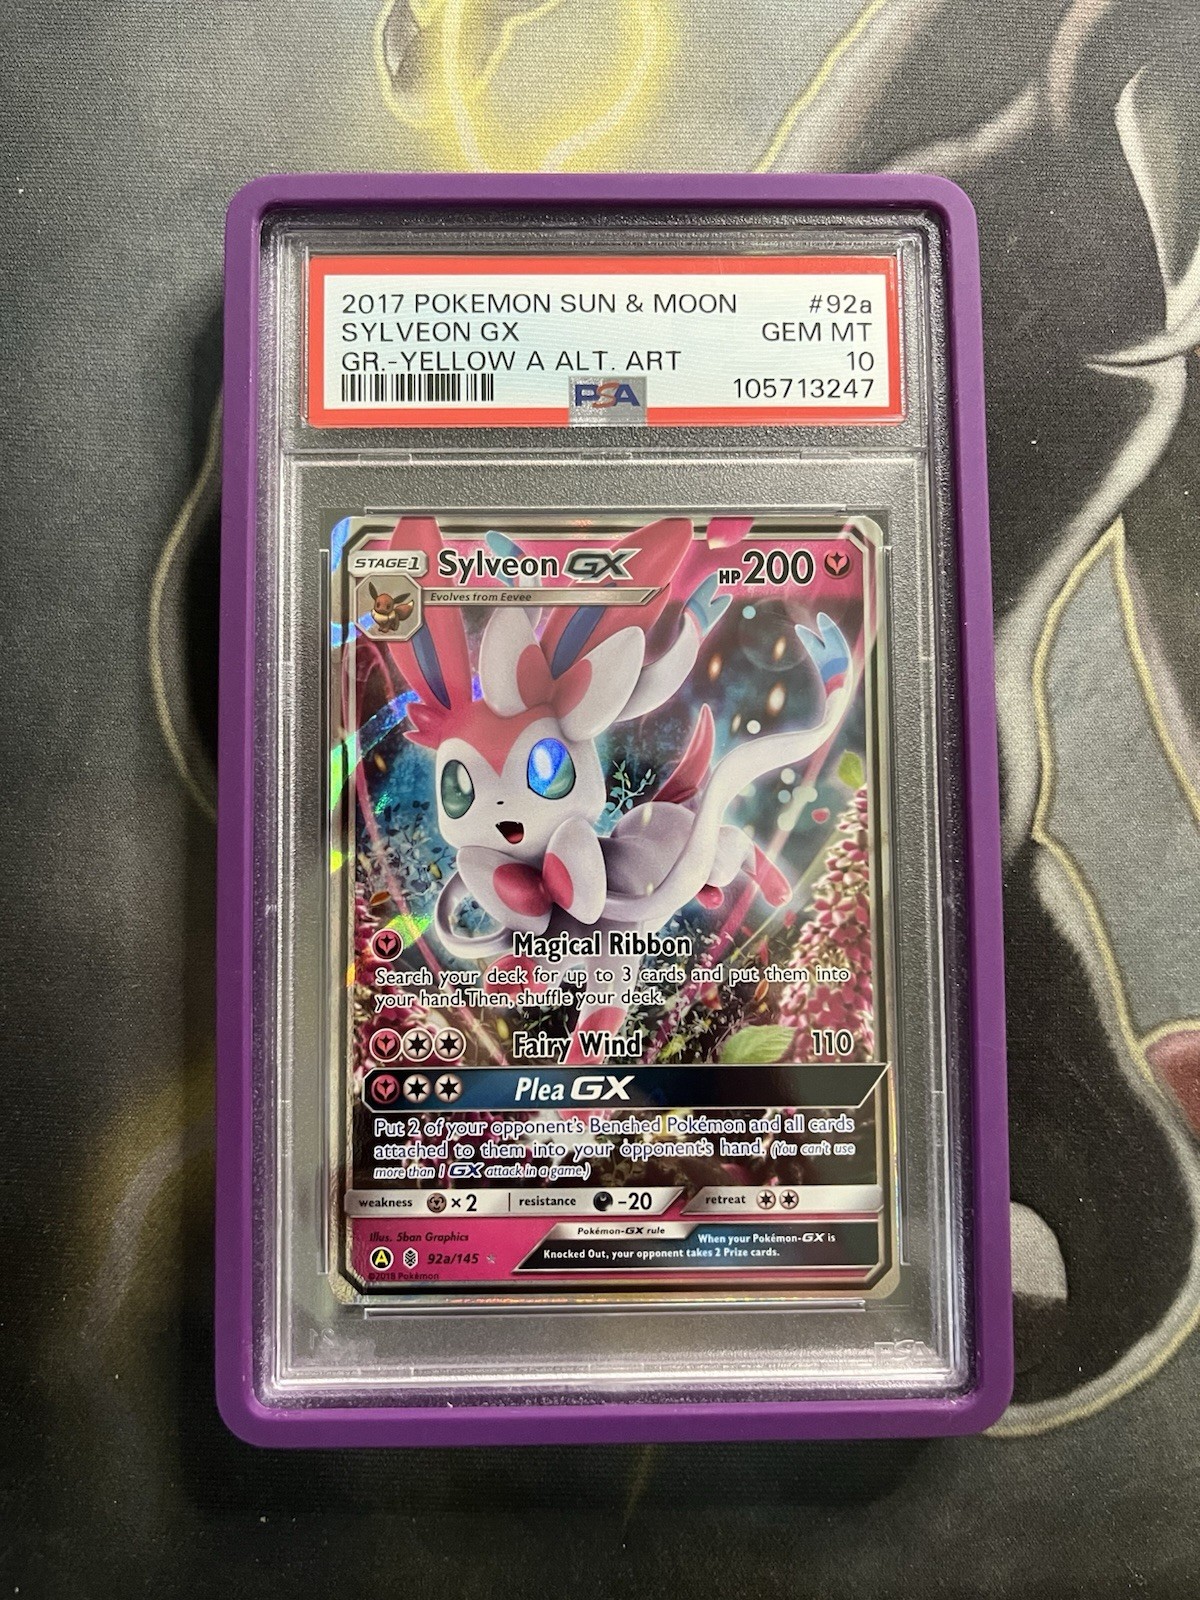 2017 POKEMON SUN & MOON #92a
SYLVEON GX GEM MT
GR.-YELLOW A ALT. ART 10
PSA 105713247
STAGE 1 Sylveon GX HP 200
Evolves from Eevee
Magical Ribbon
Search your deck for up to 3 cards and put them into
your hand. Then, shuffle your deck.
Fairy Wind 110
Plea GX
Put 2 of your opponent's Benched Pokémon and all cards
attached to them into your opponent's hand. (You can't use
more than 1 GX attack in a game.)
weakness ×2 resistance -20 retreat
Illus. 5ban Graphics
Pokémon-GX rule
When your Pokémon-GX is
Knocked Out, your opponent takes 2 Prize cards.
A 92a/145
©2018 Pokémon
PSA